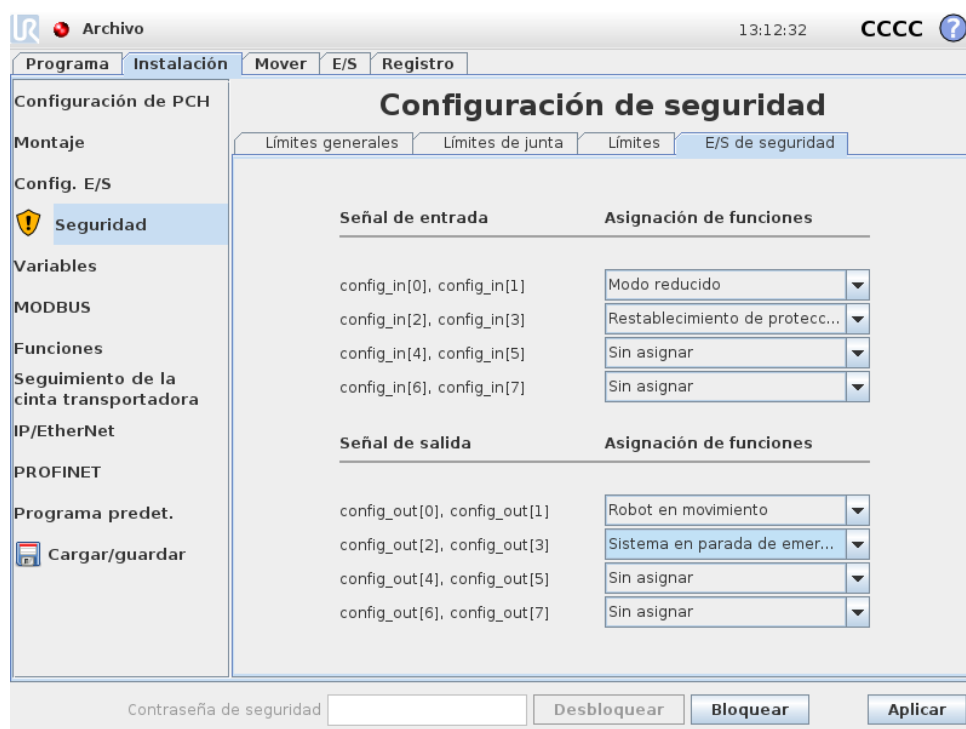 UR Archivo 13:12:32 CCCC ?
Programa Instalación Mover E/S Registro
Configuración de PCH
Montaje
Config. E/S
Seguridad
Variables
MODBUS
Funciones
Seguimiento de la
cinta transportadora
IP/EtherNet
PROFINET
Programa predet.
Cargar/guardar
Configuración de seguridad
Límites generales Límites de junta Límites E/S de seguridad
Señal de entrada Asignación de funciones
config_in[0], config_in[1] Modo reducido
config_in[2], config_in[3] Restablecimiento de protecc...
config_in[4], config_in[5] Sin asignar
config_in[6], config_in[7] Sin asignar
Señal de salida Asignación de funciones
config_out[0], config_out[1] Robot en movimiento
config_out[2], config_out[3] Sistema en parada de emer...
config_out[4], config_out[5] Sin asignar
config_out[6], config_out[7] Sin asignar
Contraseña de seguridad Desbloquear Bloquear Aplicar